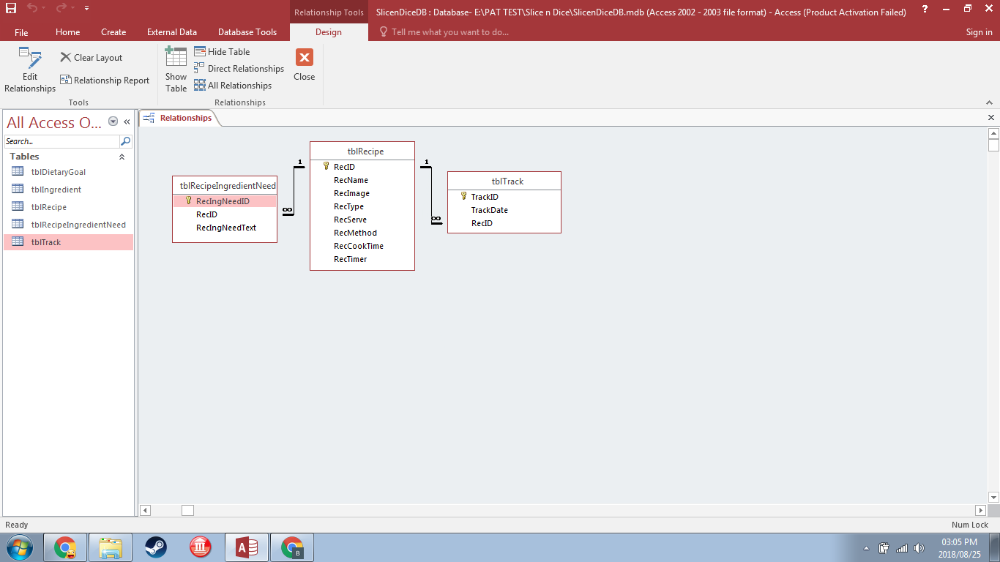 Relationship Tools
SlicenDiceDB : Database- E:\PAT TEST\Slice n Dice\SlicenDiceDB.mdb (Access 2002 - 2003 file format) - Access (Product Activation Failed)
?
File
Home
Create
External Data
Database Tools
Design
Tell me what you want to do...
Sign in
Edit
Relationships
Clear Layout
Relationship Report
Tools
Show
Table
Hide Table
Direct Relationships
All Relationships
Relationships
Close
All Access O...
Search...
Tables
tblDietaryGoal
tblIngredient
tblRecipe
tblRecipeIngredientNeed
tblTrack
Relationships
tblRecipeIngredientNeed
RecIngNeedID
RecID
RecIngNeedText
∞
1
tblRecipe
RecID
RecName
RecImage
RecType
RecServe
RecMethod
RecCookTime
RecTimer
1
∞
tblTrack
TrackID
TrackDate
RecID
Ready
Num Lock
B
03:05 PM
2018/08/25